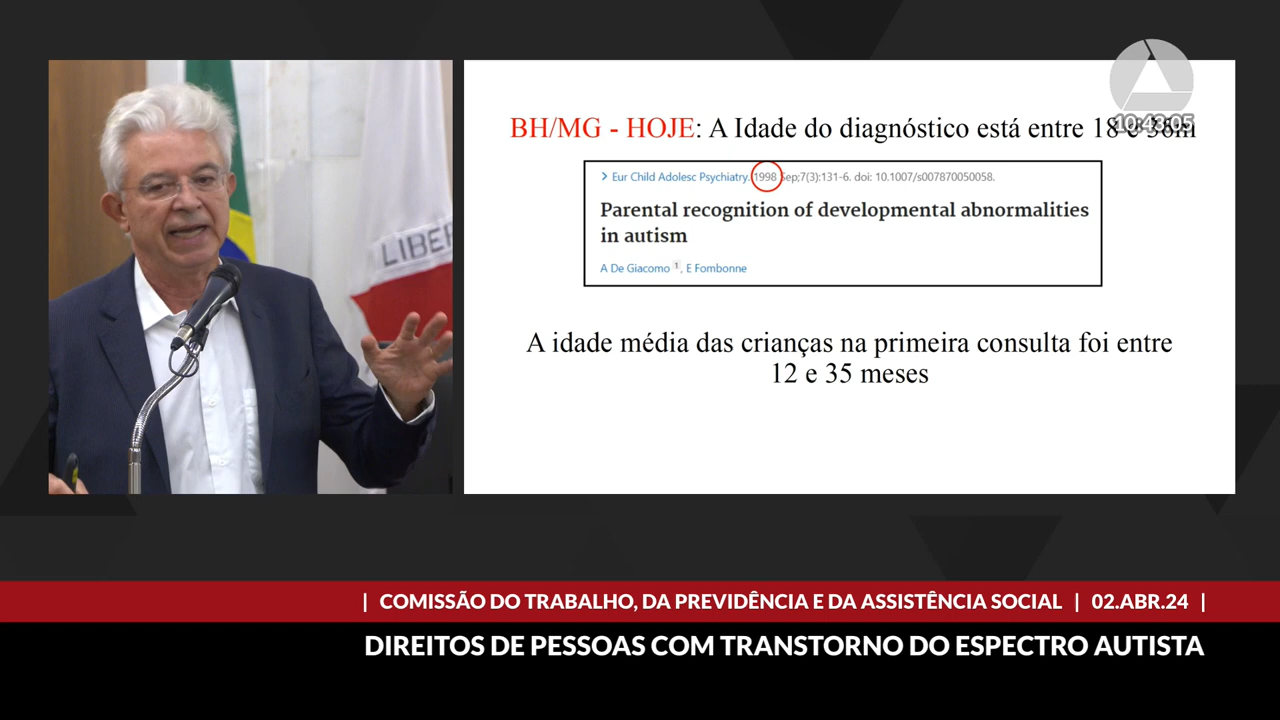 LIBER
10:43:05
BH/MG - HOJE: A Idade do diagnóstico está entre 18 e 38m
> Eur Child Adolesc Psychiatry. 1998 Sep;7(3):131-6. doi: 10.1007/s007870050058.
Parental recognition of developmental abnormalities
in autism
A De Giacomo 1, E Fombonne
A idade média das crianças na primeira consulta foi entre
12 e 35 meses
| COMISSÃO DO TRABALHO, DA PREVIDÊNCIA E DA ASSISTÊNCIA SOCIAL | 02.ABR.24 |
DIREITOS DE PESSOAS COM TRANSTORNO DO ESPECTRO AUTISTA